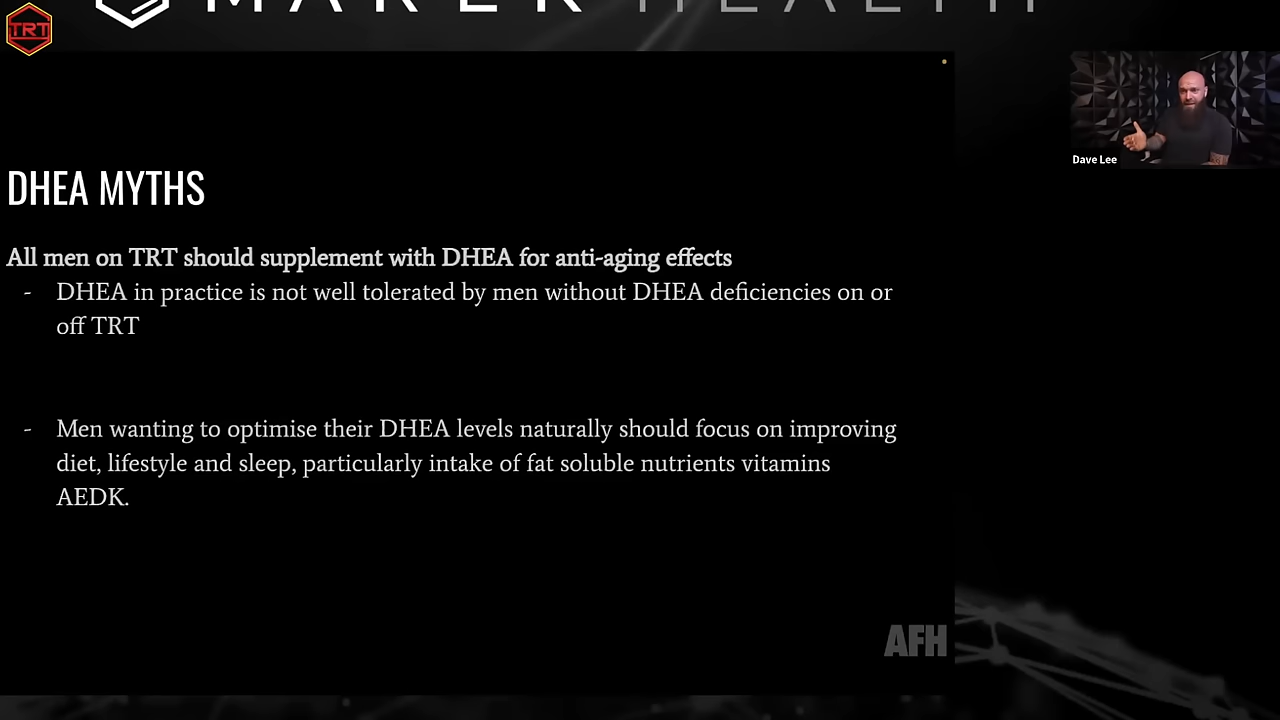 MAREK HEALTH
TRT
Dave Lee
DHEA MYTHS
All men on TRT should supplement with DHEA for anti-aging effects
- DHEA in practice is not well tolerated by men without DHEA deficiencies on or
off TRT
- Men wanting to optimise their DHEA levels naturally should focus on improving
diet, lifestyle and sleep, particularly intake of fat soluble nutrients vitamins
AEDK.
AFH